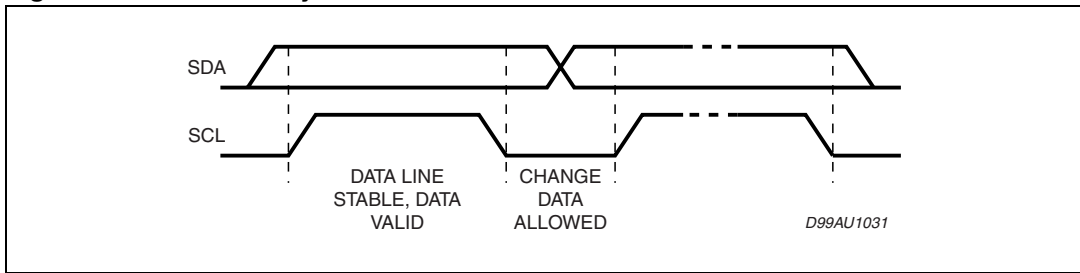 SDA
SCL
DATA LINE
STABLE, DATA
VALID
CHANGE
DATA
ALLOWED
D99AU1031